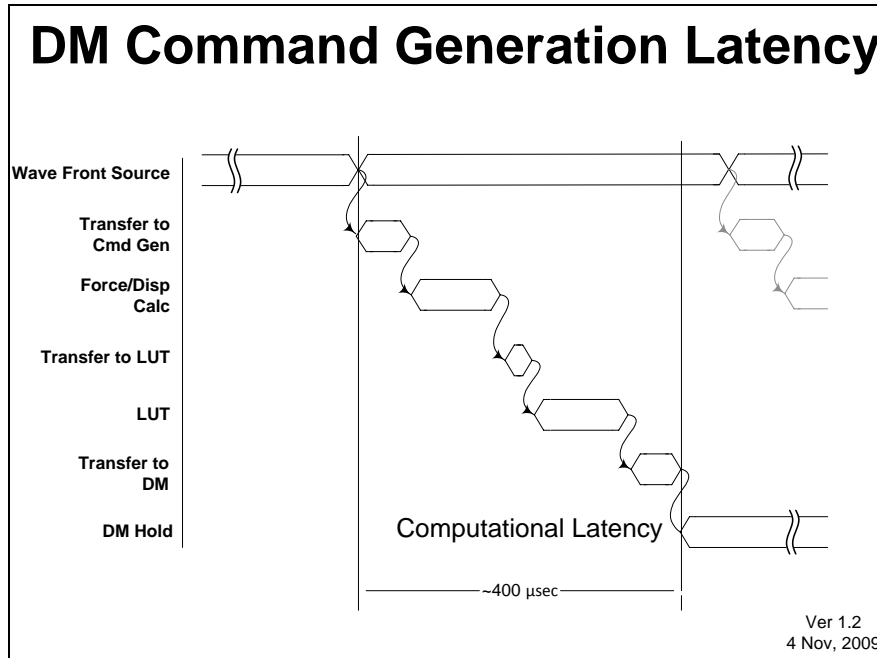 DM Command Generation Latency
Wave Front Source
Transfer to
Cmd Gen
Force/Disp
Calc
Transfer to LUT
LUT
Transfer to
DM
DM Hold
Computational Latency
~400 µsec
Ver 1.2
4 Nov, 2009